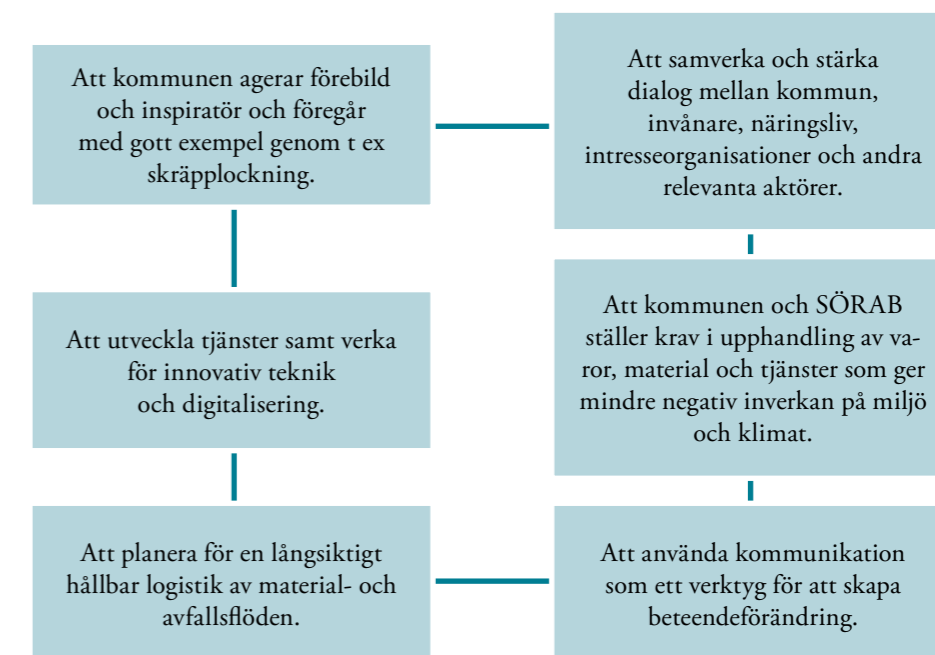 Att kommunen agerar förebild
och inspiratör och föregår
med gott exempel genom t ex
skräpplockning.
Att samverka och stärka
dialog mellan kommun,
invånare, näringsliv,
intresseorganisationer och andra
relevanta aktörer.
Att utveckla tjänster samt verka
för innovativ teknik
och digitalisering.
Att kommunen och SÖRAB
ställer krav i upphandling av va-
ror, material och tjänster som ger
mindre negativ inverkan på miljö
och klimat.
Att planera för en långsiktigt
hållbar logistik av material- och
avfallsflöden.
Att använda kommunikation
som ett verktyg för att skapa
beteendeförändring.